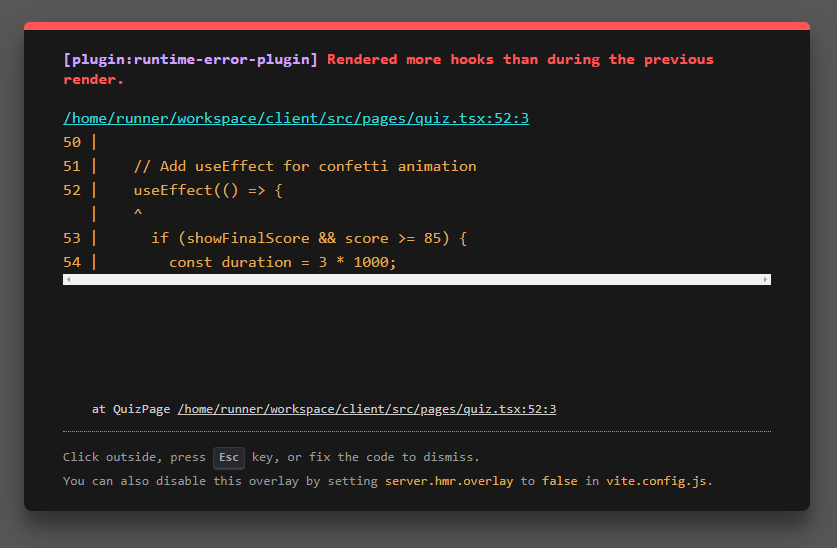 [plugin:runtime-error-plugin] Rendered more hooks than during the previous
render.
/home/runner/workspace/client/src/pages/quiz.tsx:52:3
50 |
51 |    // Add useEffect for confetti animation
52 |    useEffect(() => {
   |    ^
53 |      if (showFinalScore && score >= 85) {
54 |        const duration = 3 * 1000;
at QuizPage /home/runner/workspace/client/src/pages/quiz.tsx:52:3
Click outside, press Esc key, or fix the code to dismiss.
You can also disable this overlay by setting server.hmr.overlay to false in vite.config.js.